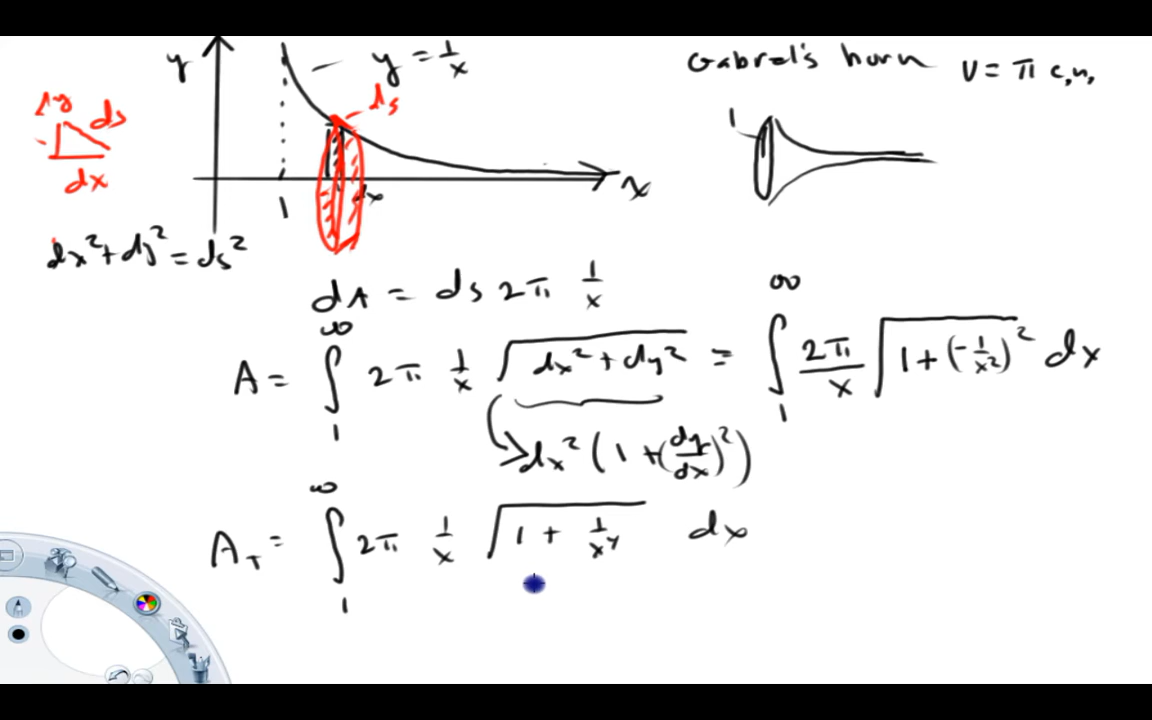 y
y = 1/x
Gabrel's horn V = π c.u.
dy ds
dx
ds
1
1
dx
x
dx² + dy² = ds²
dA = ds 2π 1/x
A = ∫₁^∞ 2π 1/x √(dx² + dy²) = ∫₁^∞ 2π/x √(1 + (-1/x²)²) dx
→ dx² (1 + (dy/dx)²)
A_T = ∫₁^∞ 2π 1/x √(1 + 1/x⁴) dx